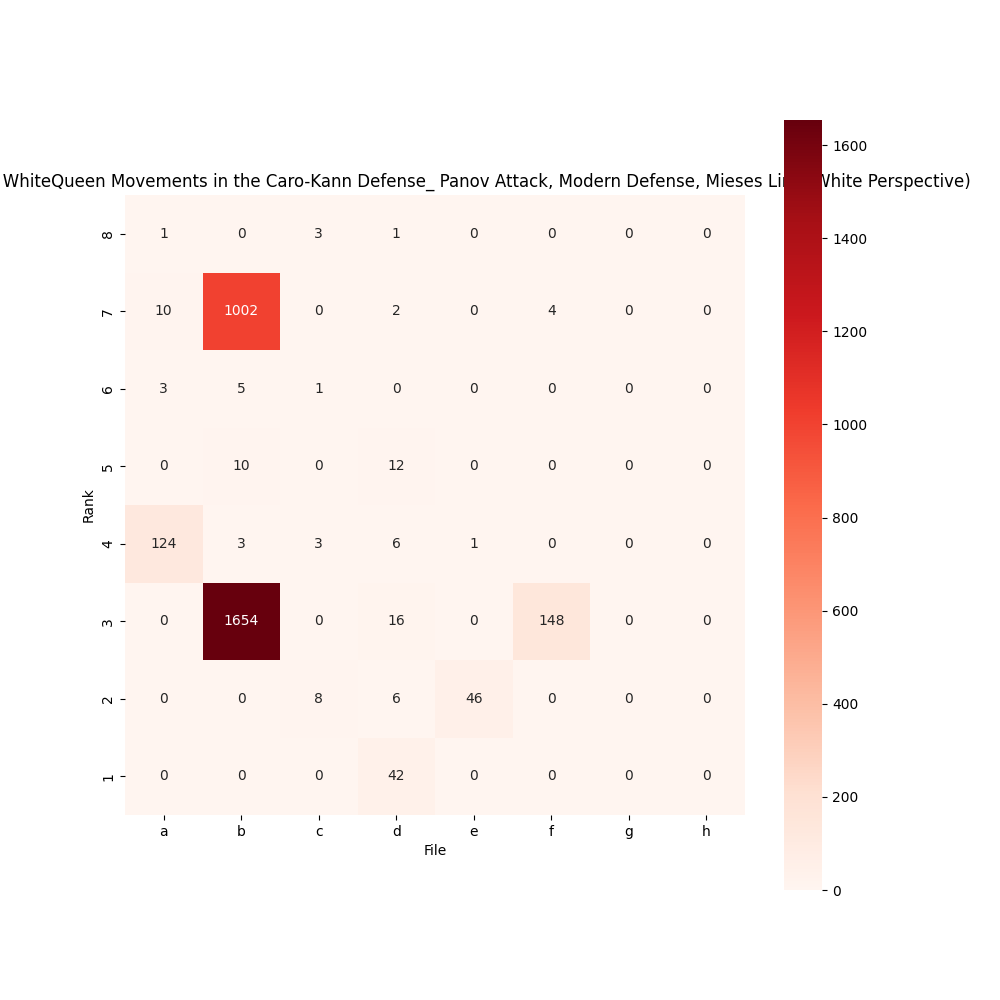 WhiteQueen Movements in the Caro-Kann Defense_ Panov Attack, Modern Defense, Mieses Li White Perspective)
8 1 0 3 1 0 0 0 0
7 10 1002 0 2 0 4 0 0
6 3 5 1 0 0 0 0 0
5 0 10 0 12 0 0 0 0
Rank
4 124 3 3 6 1 0 0 0
3 0 1654 0 16 0 148 0 0
2 0 0 8 6 46 0 0 0
1 0 0 0 42 0 0 0 0
a b c d e f g h
File
1600
1400
1200
1000
800
600
400
200
0